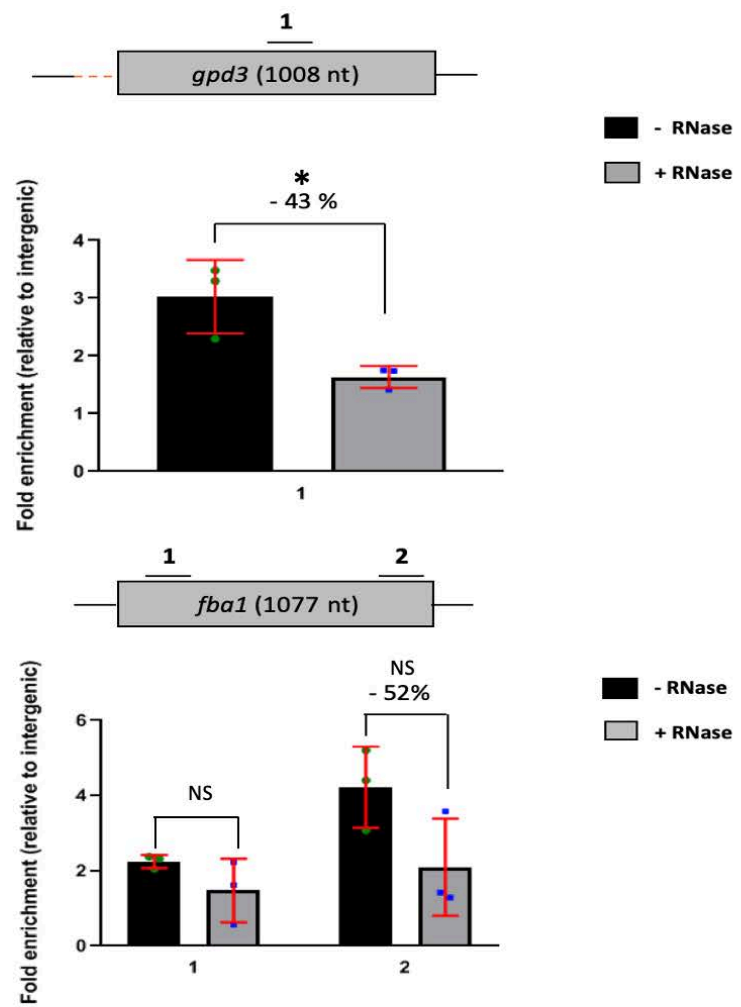 1
gpd3 (1008 nt)
- RNase
+ RNase
*
- 43 %
Fold enrichment (relative to intergenic)
4
3
2
1
0
1
1
2
fba1 (1077 nt)
- RNase
+ RNase
NS
- 52%
NS
Fold enrichment (relative to intergenic)
6
4
2
0
1
2